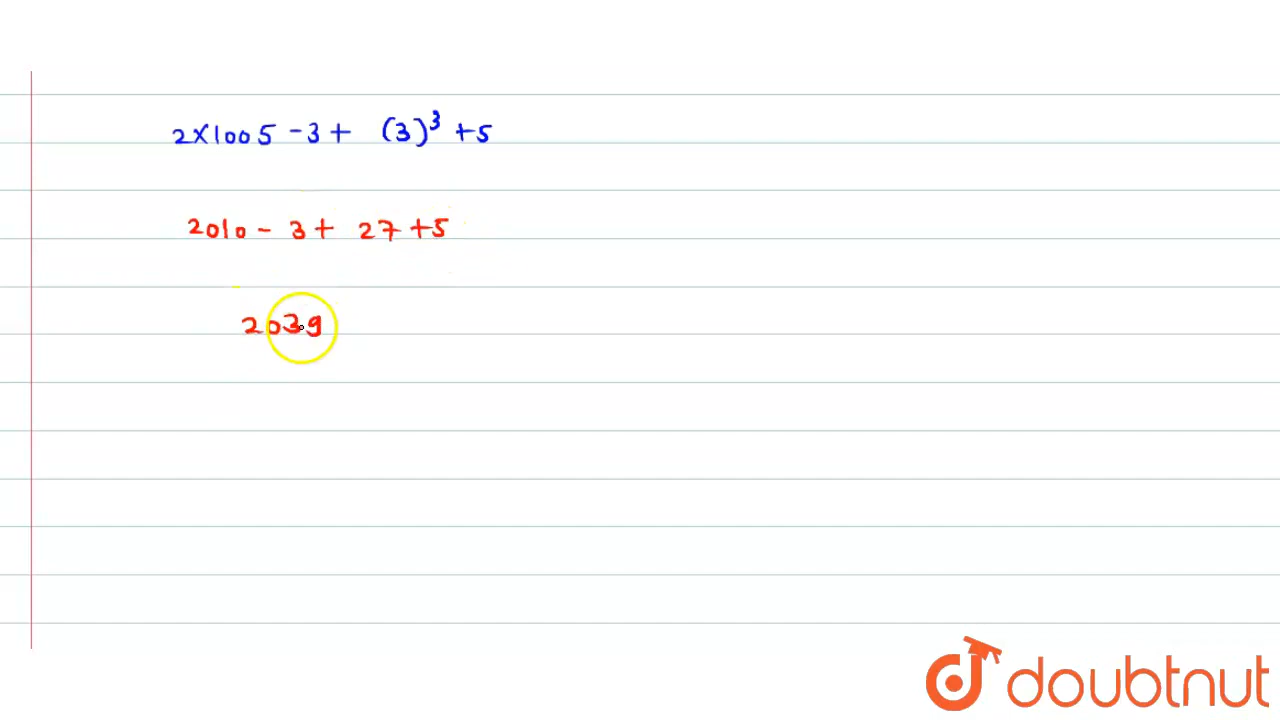 2×1005 -3+ (3)³ +5
2010 - 3+ 27 +5
2039
doubtnut